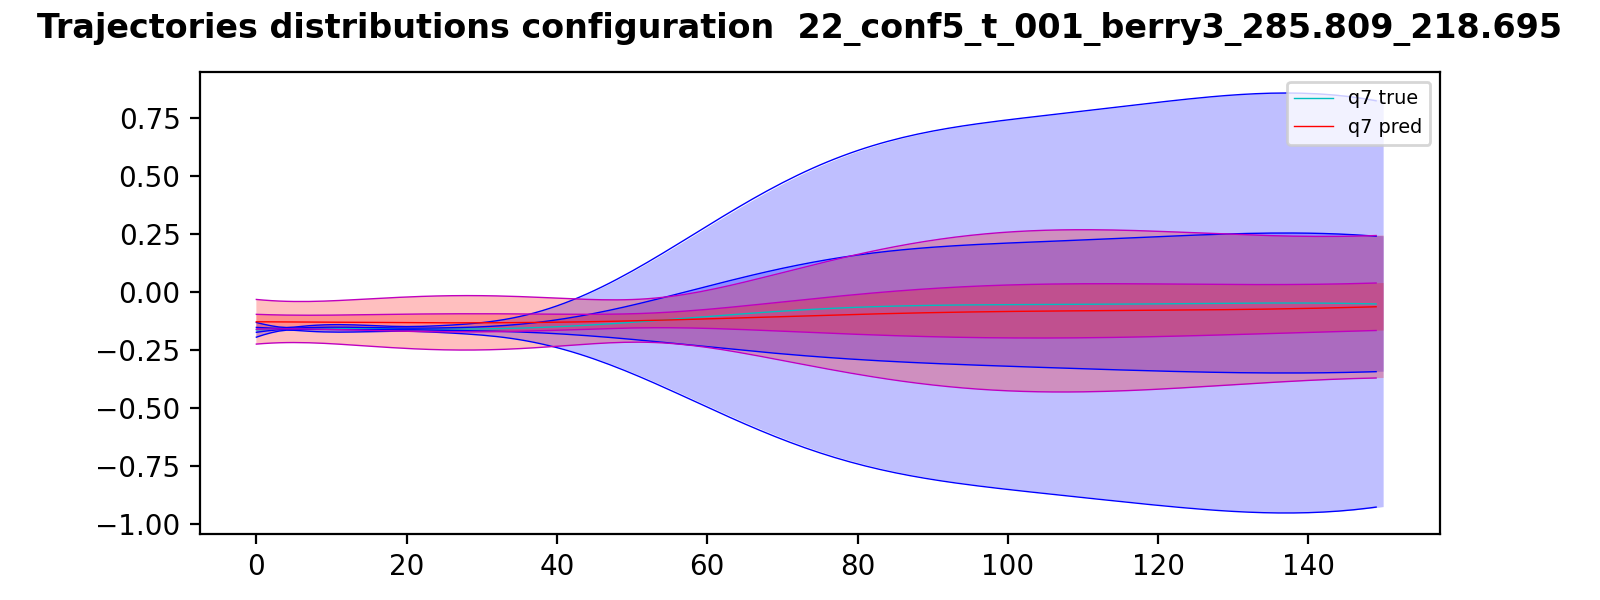 Trajectories distributions configuration  22_conf5_t_001_berry3_285.809_218.695
q7 true
q7 pred
0.75
0.50
0.25
0.00
−0.25
−0.50
−0.75
−1.00
0 20 40 60 80 100 120 140